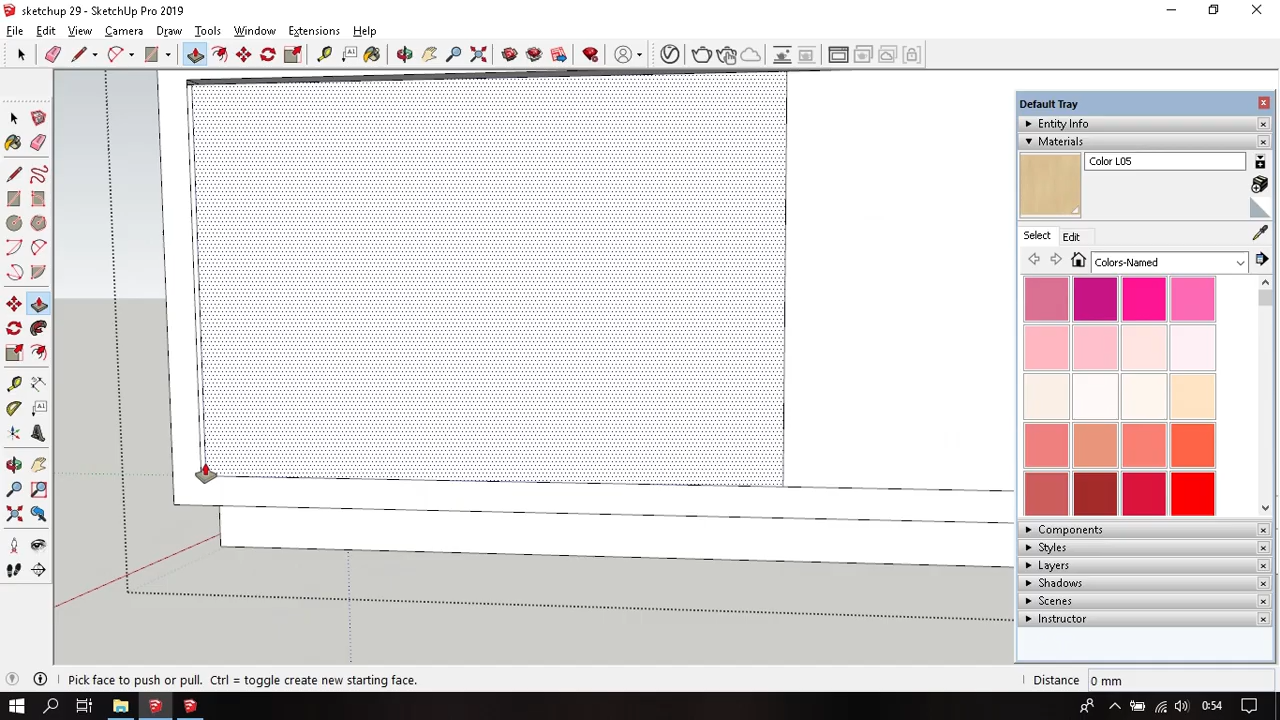 sketchup 29 - SketchUp Pro 2019
File Edit View Camera Draw Tools Window Extensions Help
Default Tray
Entity Info
Materials
Color L05
Select Edit
Colors-Named
Components
Styles
Layers
Shadows
Scenes
Instructor
Pick face to push or pull. Ctrl = toggle create new starting face. Distance 0 mm
0:54